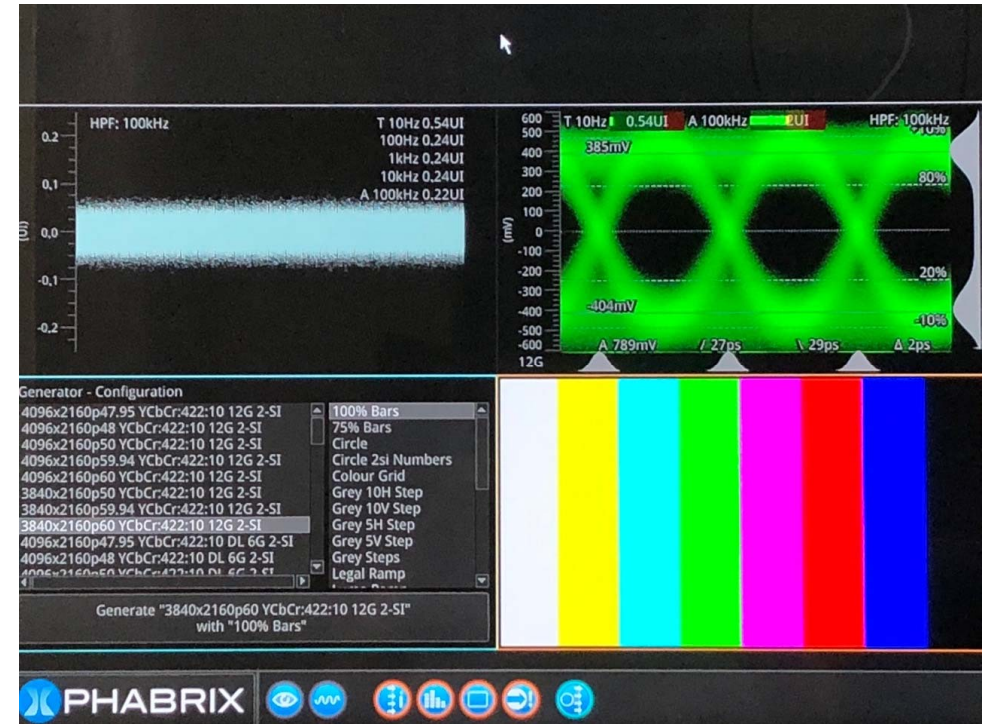 HPF: 100kHz
T 10Hz 0.54UI
100Hz 0.24UI
1kHz 0.24UI
10kHz 0.24UI
A 100kHz 0.22UI
0.2
0.1
0.0
-0.1
-0.2
T 10Hz 0.54UI A 100kHz HPF: 100kHz
600
500
400
300
200
100
0
-100
-200
-300
-400
-500
-600
(mV)
385mV
80%
20%
-404mV
-10%
A 789mV / 27ps \ 29ps Δ 2ps
12G
Generator - Configuration
4096x2160p47.95 YCbCr:422:10 12G 2-SI
4096x2160p48 YCbCr:422:10 12G 2-SI
4096x2160p50 YCbCr:422:10 12G 2-SI
4096x2160p59.94 YCbCr:422:10 12G 2-SI
4096x2160p60 YCbCr:422:10 12G 2-SI
3840x2160p50 YCbCr:422:10 12G 2-SI
3840x2160p59.94 YCbCr:422:10 12G 2-SI
3840x2160p60 YCbCr:422:10 12G 2-SI
4096x2160p47.95 YCbCr:422:10 DL 6G 2-SI
4096x2160p48 YCbCr:422:10 DL 6G 2-SI
100% Bars
75% Bars
Circle
Circle 2si Numbers
Colour Grid
Grey 10H Step
Grey 10V Step
Grey 5H Step
Grey 5V Step
Grey Steps
Legal Ramp
Generate "3840x2160p60 YCbCr:422:10 12G 2-SI"
with "100% Bars"
PHABRIX